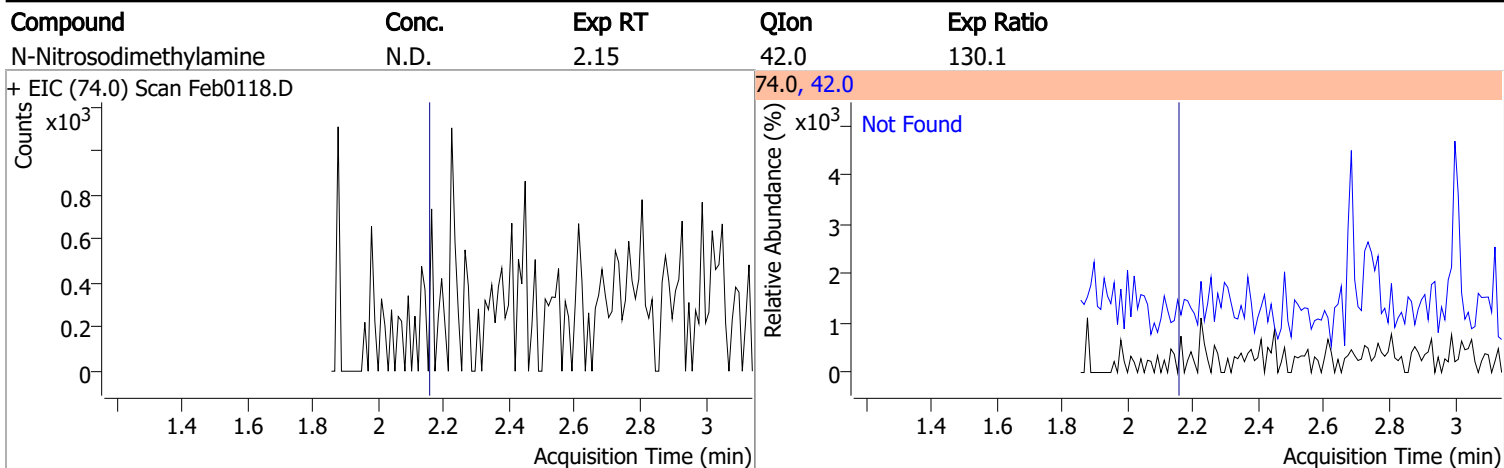 Compound Conc. Exp RT QIon Exp Ratio
N-Nitrosodimethylamine N.D. 2.15 42.0 130.1
+ EIC (74.0) Scan Feb0118.D
Counts
x10³
0.8
0.6
0.4
0.2
0
1.4 1.6 1.8 2 2.2 2.4 2.6 2.8 3
Acquisition Time (min)
74.0, 42.0
Relative Abundance (%)
x10³
Not Found
4
3
2
1
0
1.4 1.6 1.8 2 2.2 2.4 2.6 2.8 3
Acquisition Time (min)